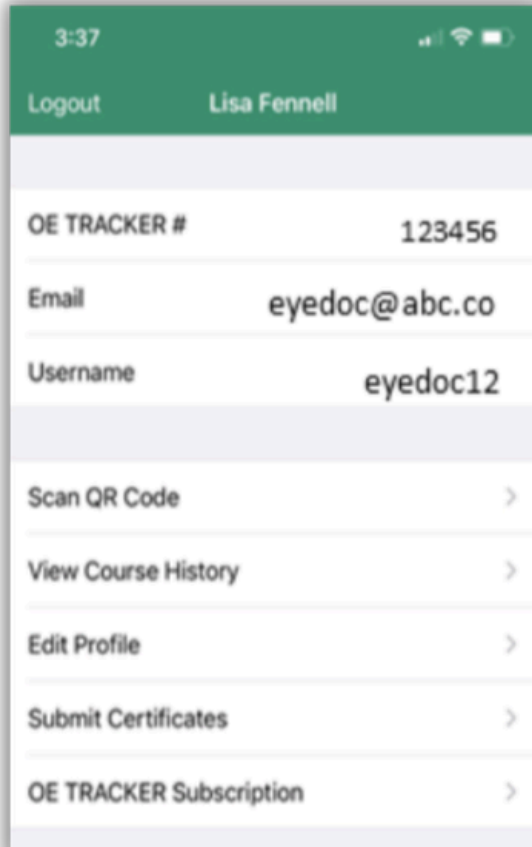 3:37
Logout Lisa Fennell
OE TRACKER # 123456
Email eyedoc@abc.co
Username eyedoc12
Scan QR Code
View Course History
Edit Profile
Submit Certificates
OE TRACKER Subscription